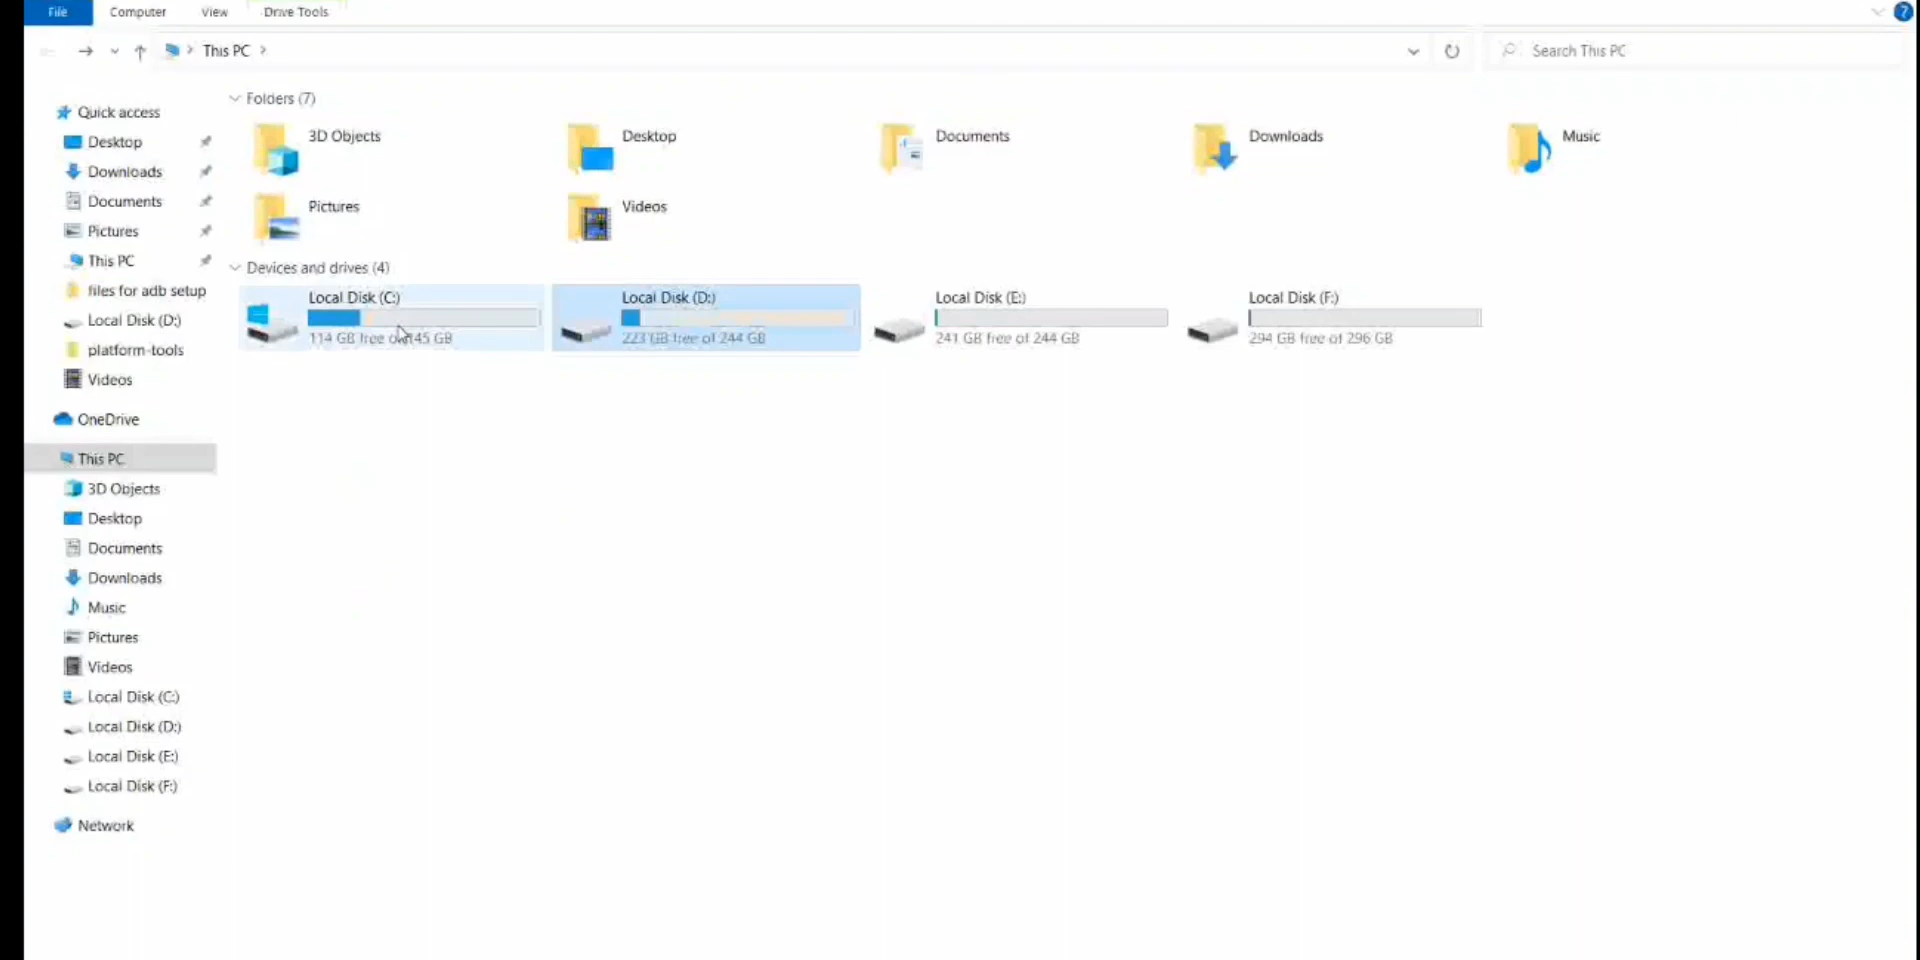 File Computer View Drive Tools
This PC Search This PC
Folders (7)
3D Objects Desktop Documents Downloads Music
Pictures Videos
Devices and drives (4)
Local Disk (C:) Local Disk (D:) Local Disk (E:) Local Disk (F:)
114 GB free 45 GB 223 GB free of 244 GB 241 GB free of 244 GB 294 GB free of 296 GB
Quick access
Desktop
Downloads
Documents
Pictures
This PC
files for adb setup
Local Disk (D:)
platform-tools
Videos
OneDrive
This PC
3D Objects
Desktop
Documents
Downloads
Music
Pictures
Videos
Local Disk (C:)
Local Disk (D:)
Local Disk (E:)
Local Disk (F:)
Network